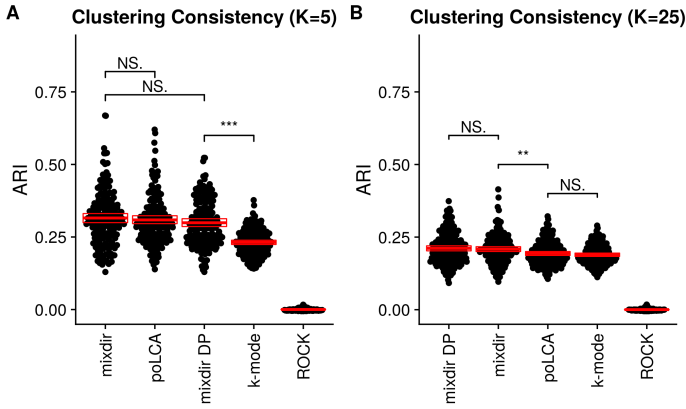 A
Clustering Consistency (K=5)
ARI
0.75
0.50
0.25
0.00
NS.
NS.
***
mixdir
poLCA
mixdir DP
k-mode
ROCK
B
Clustering Consistency (K=25)
ARI
0.75
0.50
0.25
0.00
NS.
**
NS.
mixdir DP
mixdir
poLCA
k-mode
ROCK